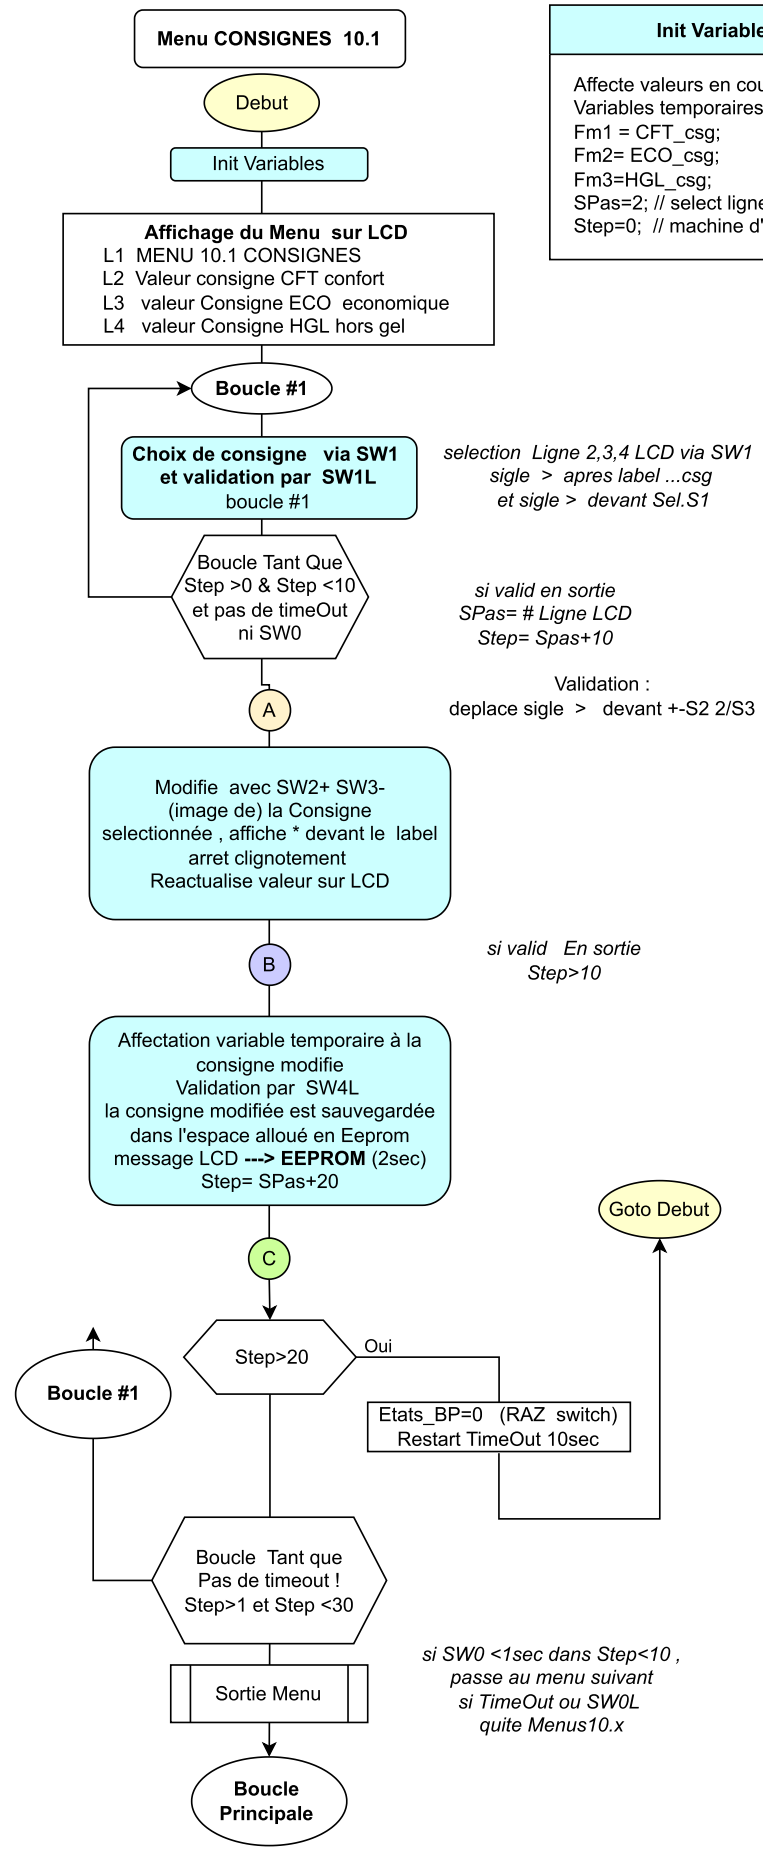 Menu CONSIGNES 10.1
Debut
Init Variables
Affichage du Menu sur LCD
L1 MENU 10.1 CONSIGNES
L2 Valeur consigne CFT confort
L3 valeur Consigne ECO economique
L4 valeur Consigne HGL hors gel
Init Variable
Affecte valeurs en cou
Variables temporaires
Fm1 = CFT_csg;
Fm2= ECO_csg;
Fm3=HGL_csg;
SPas=2; // select ligne
Step=0; // machine d'
Boucle #1
Choix de consigne via SW1
et validation par SW1L
boucle #1
selection Ligne 2,3,4 LCD via SW1
sigle > apres label ...csg
et sigle > devant Sel.S1
Boucle Tant Que
Step >0 & Step <10
et pas de timeOut
ni SW0
si valid en sortie
SPas= # Ligne LCD
Step= Spas+10
Validation :
deplace sigle > devant +-S2 2/S3
A
Modifie avec SW2+ SW3-
(image de) la Consigne
selectionnée , affiche * devant le label
arret clignotement
Reactualise valeur sur LCD
B
si valid En sortie
Step>10
Affectation variable temporaire à la
consigne modifie
Validation par SW4L
la consigne modifiée est sauvegardée
dans l'espace alloué en Eeprom
message LCD ---> EEPROM (2sec)
Step= SPas+20
Goto Debut
C
Step>20
Oui
Boucle #1
Etats_BP=0 (RAZ switch)
Restart TimeOut 10sec
Boucle Tant que
Pas de timeout !
Step>1 et Step <30
si SW0 <1sec dans Step<10 ,
passe au menu suivant
si TimeOut ou SW0L
quite Menus10.x
Sortie Menu
Boucle
Principale